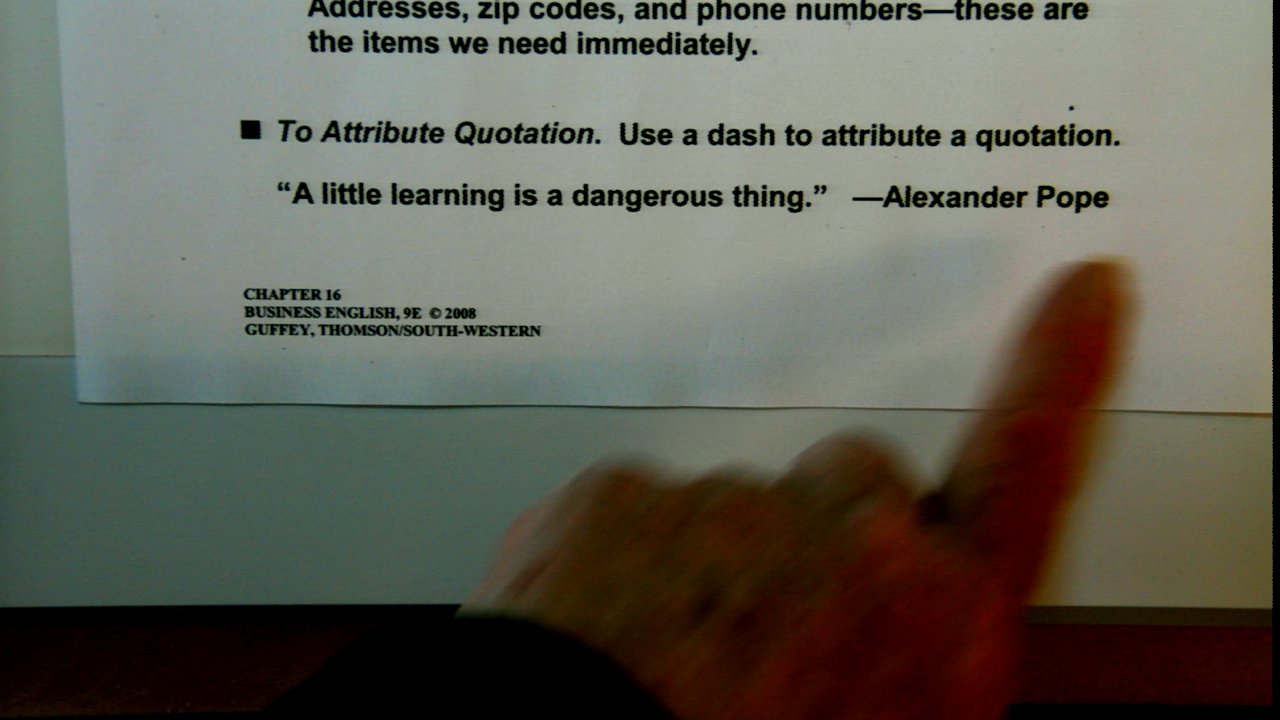 Addresses, zip codes, and phone numbers—these are
the items we need immediately.
■ To Attribute Quotation. Use a dash to attribute a quotation.
“A little learning is a dangerous thing.” —Alexander Pope
CHAPTER 16
BUSINESS ENGLISH, 9E © 2008
GUFFEY, THOMSON/SOUTH-WESTERN